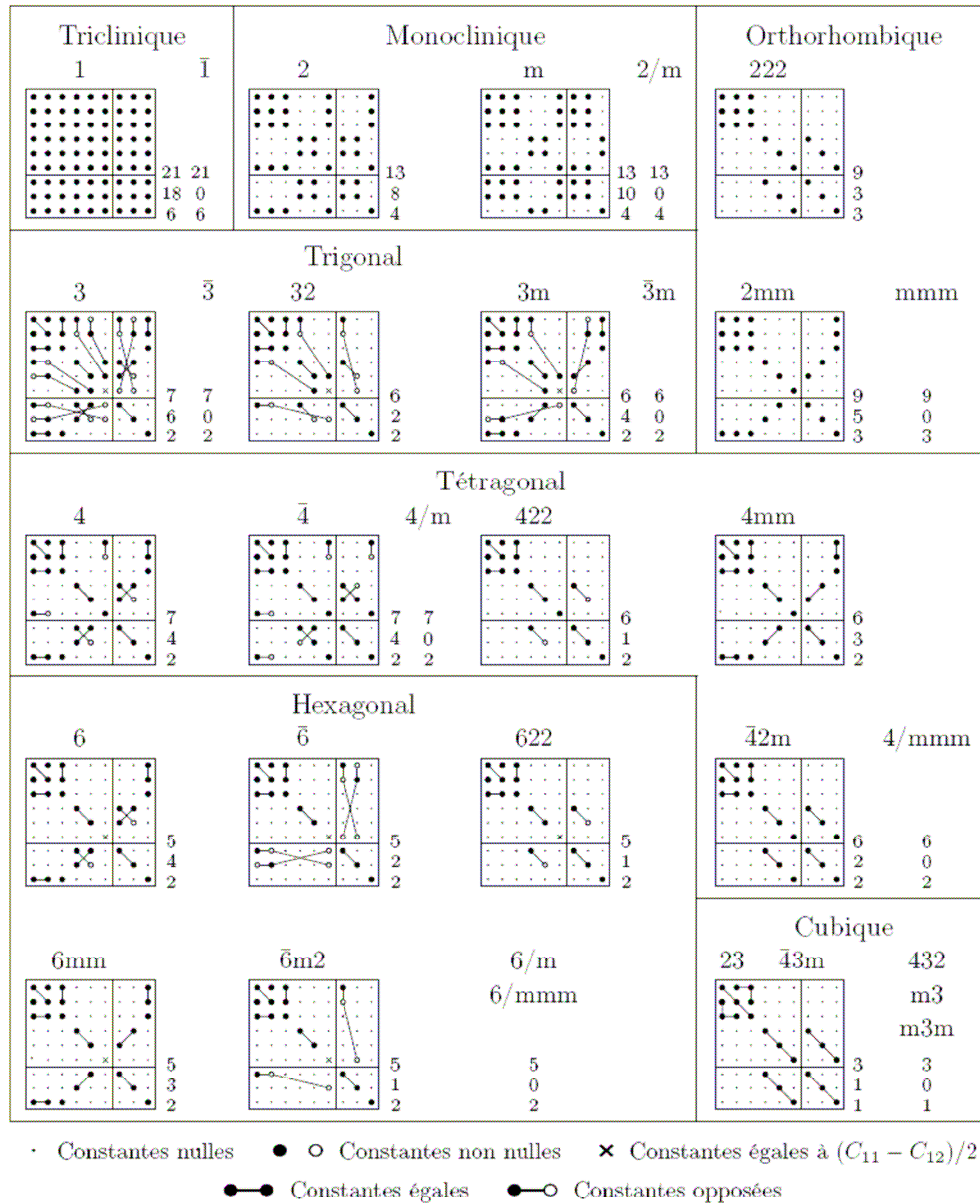 Triclinique Monoclinique Orthorhombique
1 1̄ 2 m 2/m 222
21 21 13 13 13 9
18 0 8 10 0 3
6 6 4 4 4 3
Trigonal
3 3̄ 32 3m 3̄m 2mm mmm
7 7 6 6 6 9 9
6 0 2 4 0 5 0
2 2 2 2 2 3 3
Tétragonal
4 4̄ 4/m 422 4mm
7 7 7 6 6
4 4 0 1 3
2 2 2 2 2
Hexagonal
6 6̄ 622 4̄2m 4/mmm
5 5 5 6 6
4 2 1 2 0
2 2 2 2 2
Cubique
6mm 6̄m2 6/m 23 4̄3m 432
6/mmm m3
m3m
5 5 5 3 3
3 1 0 1 0
2 2 2 1 1
· Constantes nulles ● ○ Constantes non nulles × Constantes égales à (C₁₁ − C₁₂)/2
●—● Constantes égales ●—○ Constantes opposées